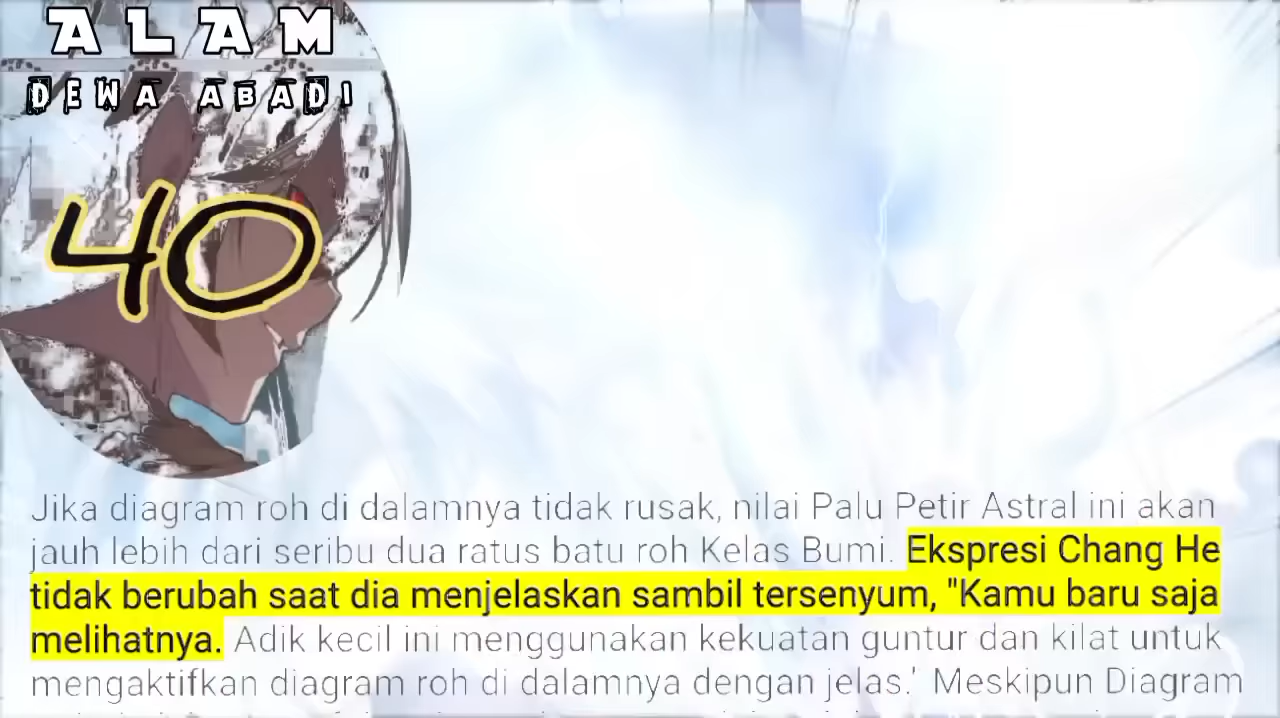 ALAM
DEWA ABADI
40
Jika diagram roh di dalamnya tidak rusak, nilai Palu Petir Astral ini akan
jauh lebih dari seribu dua ratus batu roh Kelas Bumi. Ekspresi Chang He
tidak berubah saat dia menjelaskan sambil tersenyum, "Kamu baru saja
melihatnya. Adik kecil ini menggunakan kekuatan guntur dan kilat untuk
mengaktifkan diagram roh di dalamnya dengan jelas.' Meskipun Diagram